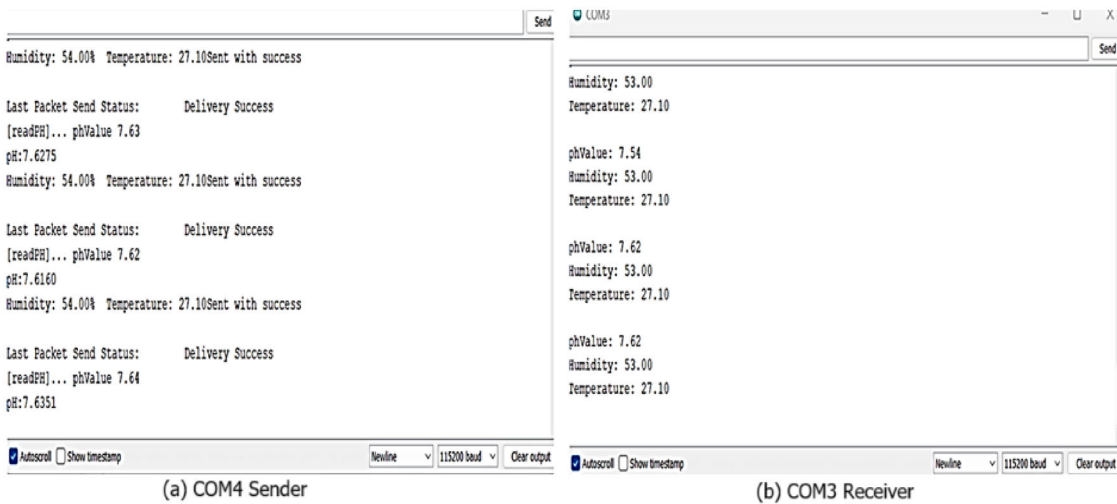 Send
Humidity: 54.00% Temperature: 27.10Sent with success
Last Packet Send Status: Delivery Success
[readPH]... phValue 7.63
pH:7.6275
Humidity: 54.00% Temperature: 27.10Sent with success
Last Packet Send Status: Delivery Success
[readPH]... phValue 7.62
pH:7.6160
Humidity: 54.00% Temperature: 27.10Sent with success
Last Packet Send Status: Delivery Success
[readPH]... phValue 7.64
pH:7.6351
Autoscroll Show timestamp Newline 115200 baud Clear output
(a) COM4 Sender
COM3
Send
Humidity: 53.00
Temperature: 27.10
phValue: 7.54
Humidity: 53.00
Temperature: 27.10
phValue: 7.62
Humidity: 53.00
Temperature: 27.10
phValue: 7.62
Humidity: 53.00
Temperature: 27.10
Autoscroll Show timestamp Newline 115200 baud Clear output
(b) COM3 Receiver